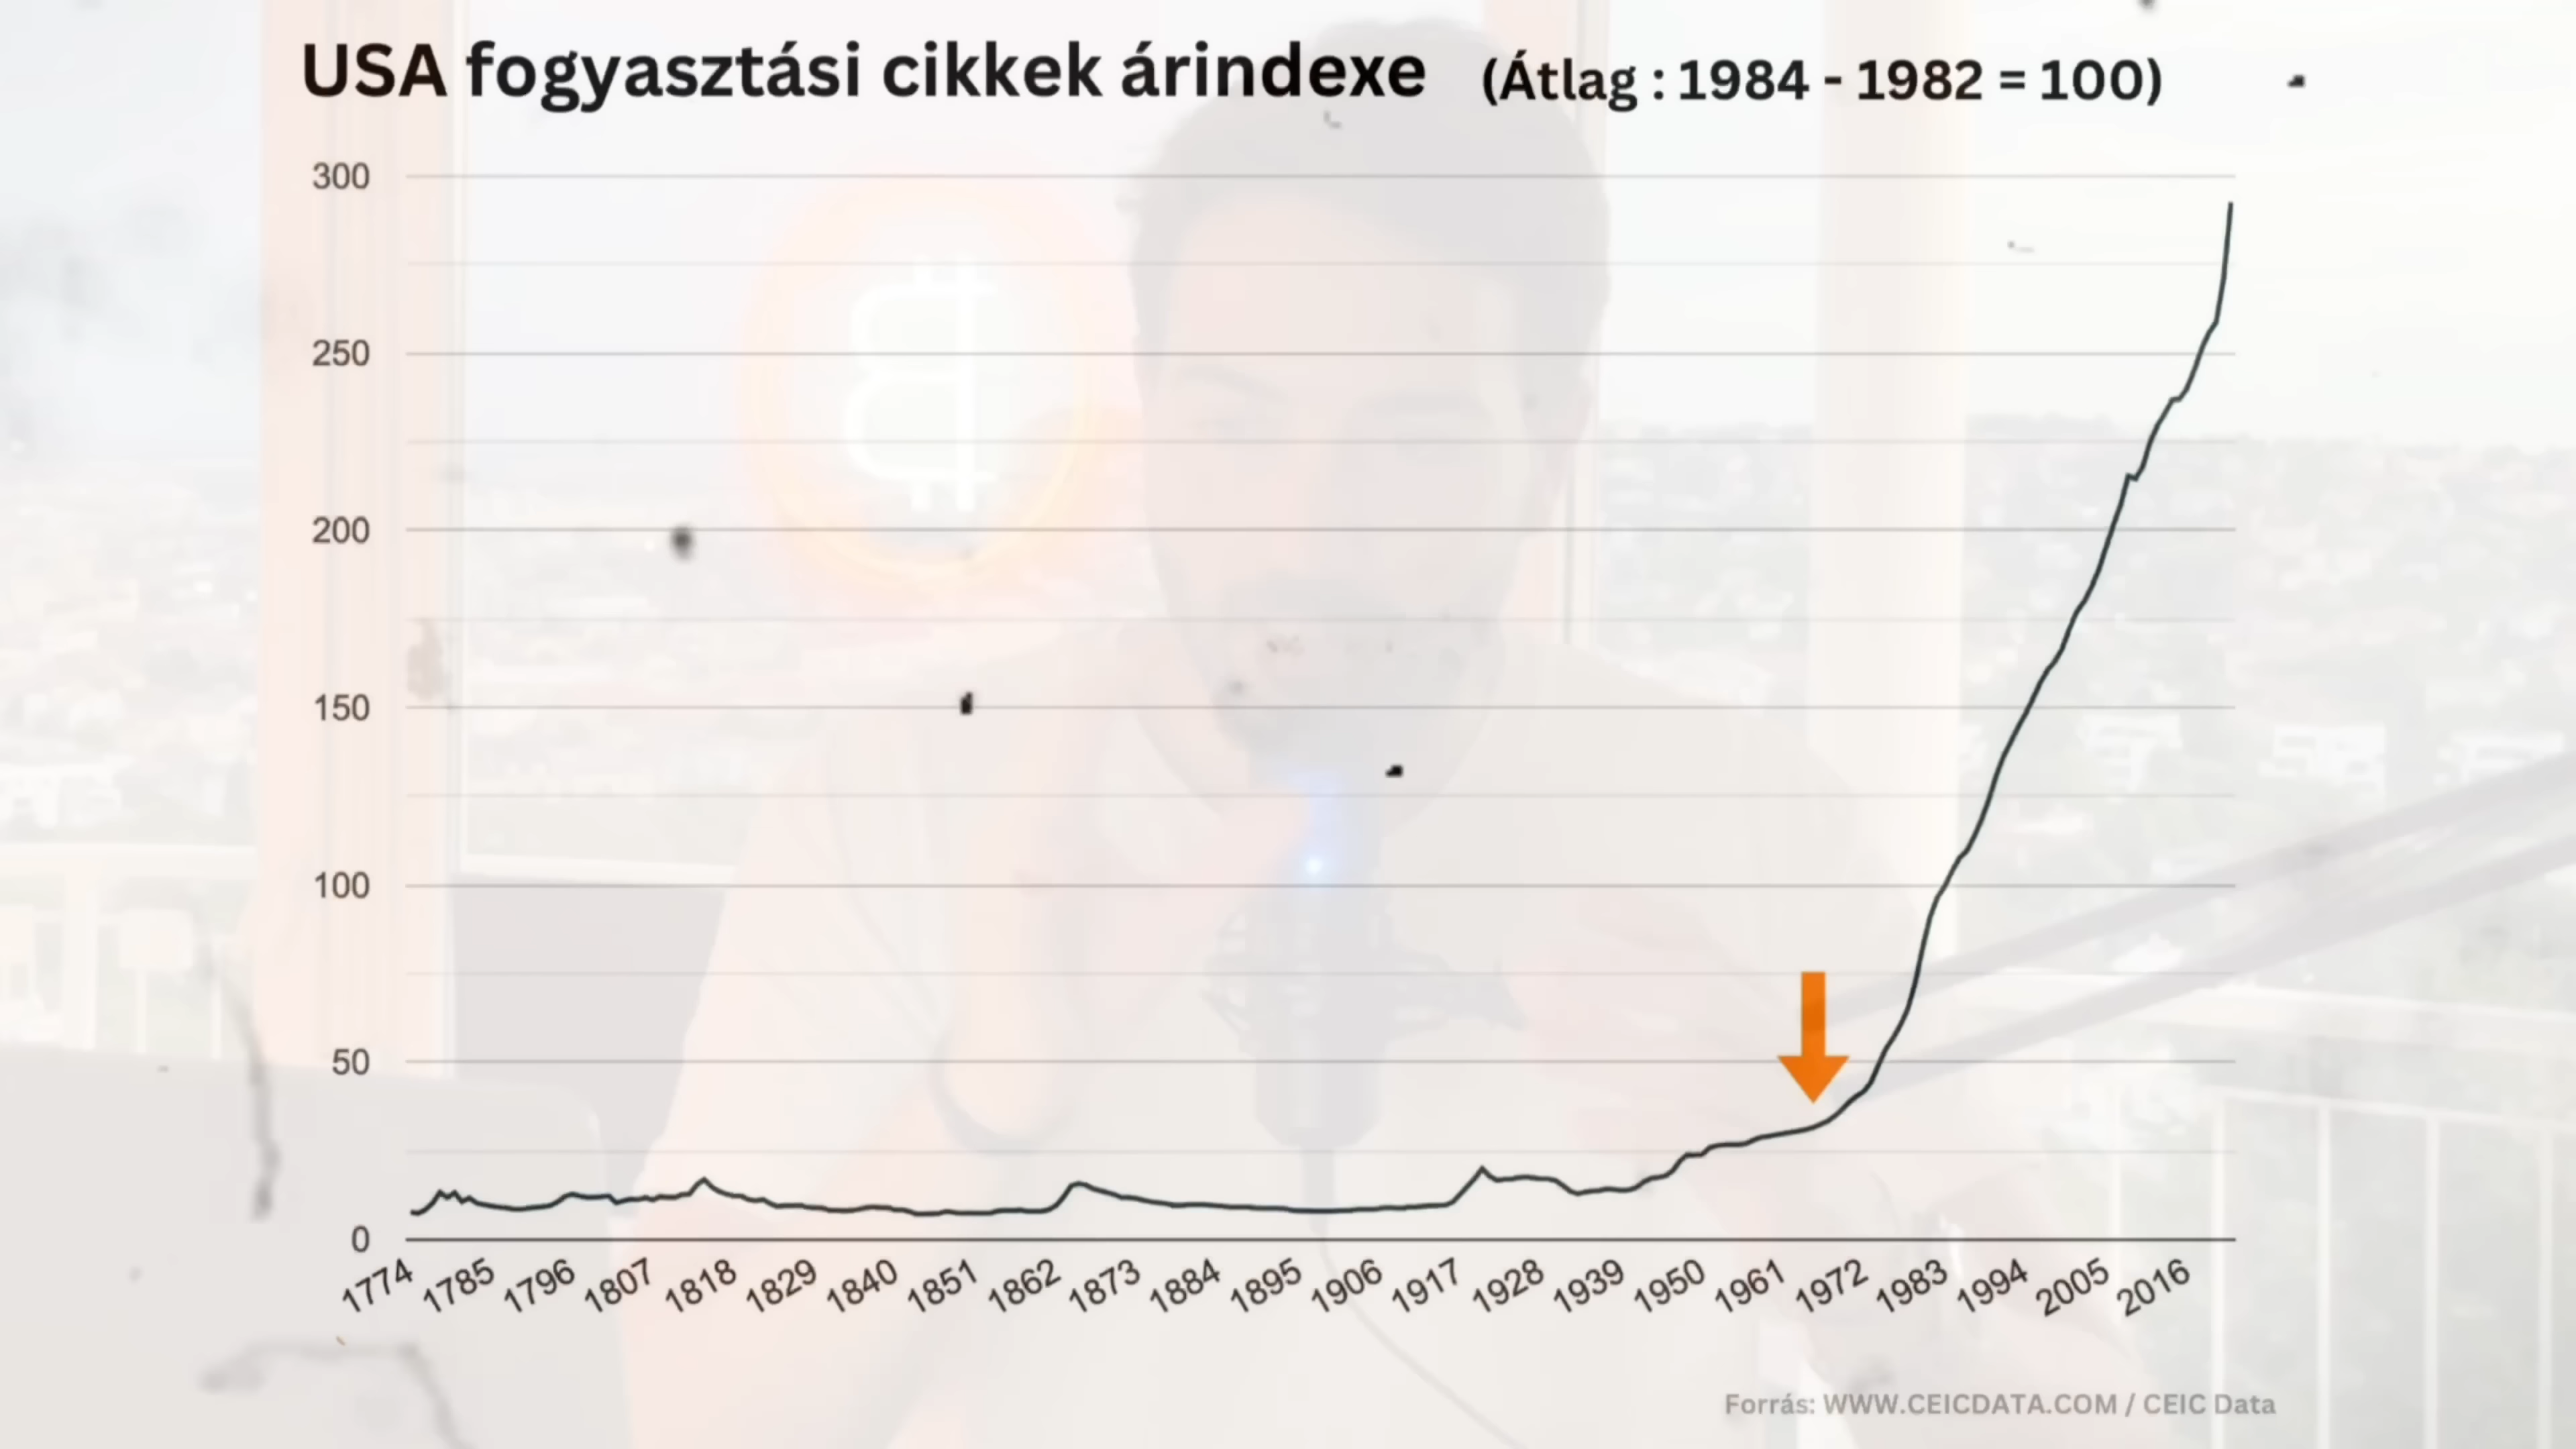 USA fogyasztási cikkek árindexe (Átlag : 1984 - 1982 = 100)
300
250
200
150
100
50
0
1774 1785 1796 1807 1818 1829 1840 1851 1862 1873 1884 1895 1906 1917 1928 1939 1950 1961 1972 1983 1994 2005 2016
Forrás: WWW.CEICDATA.COM / CEIC Data